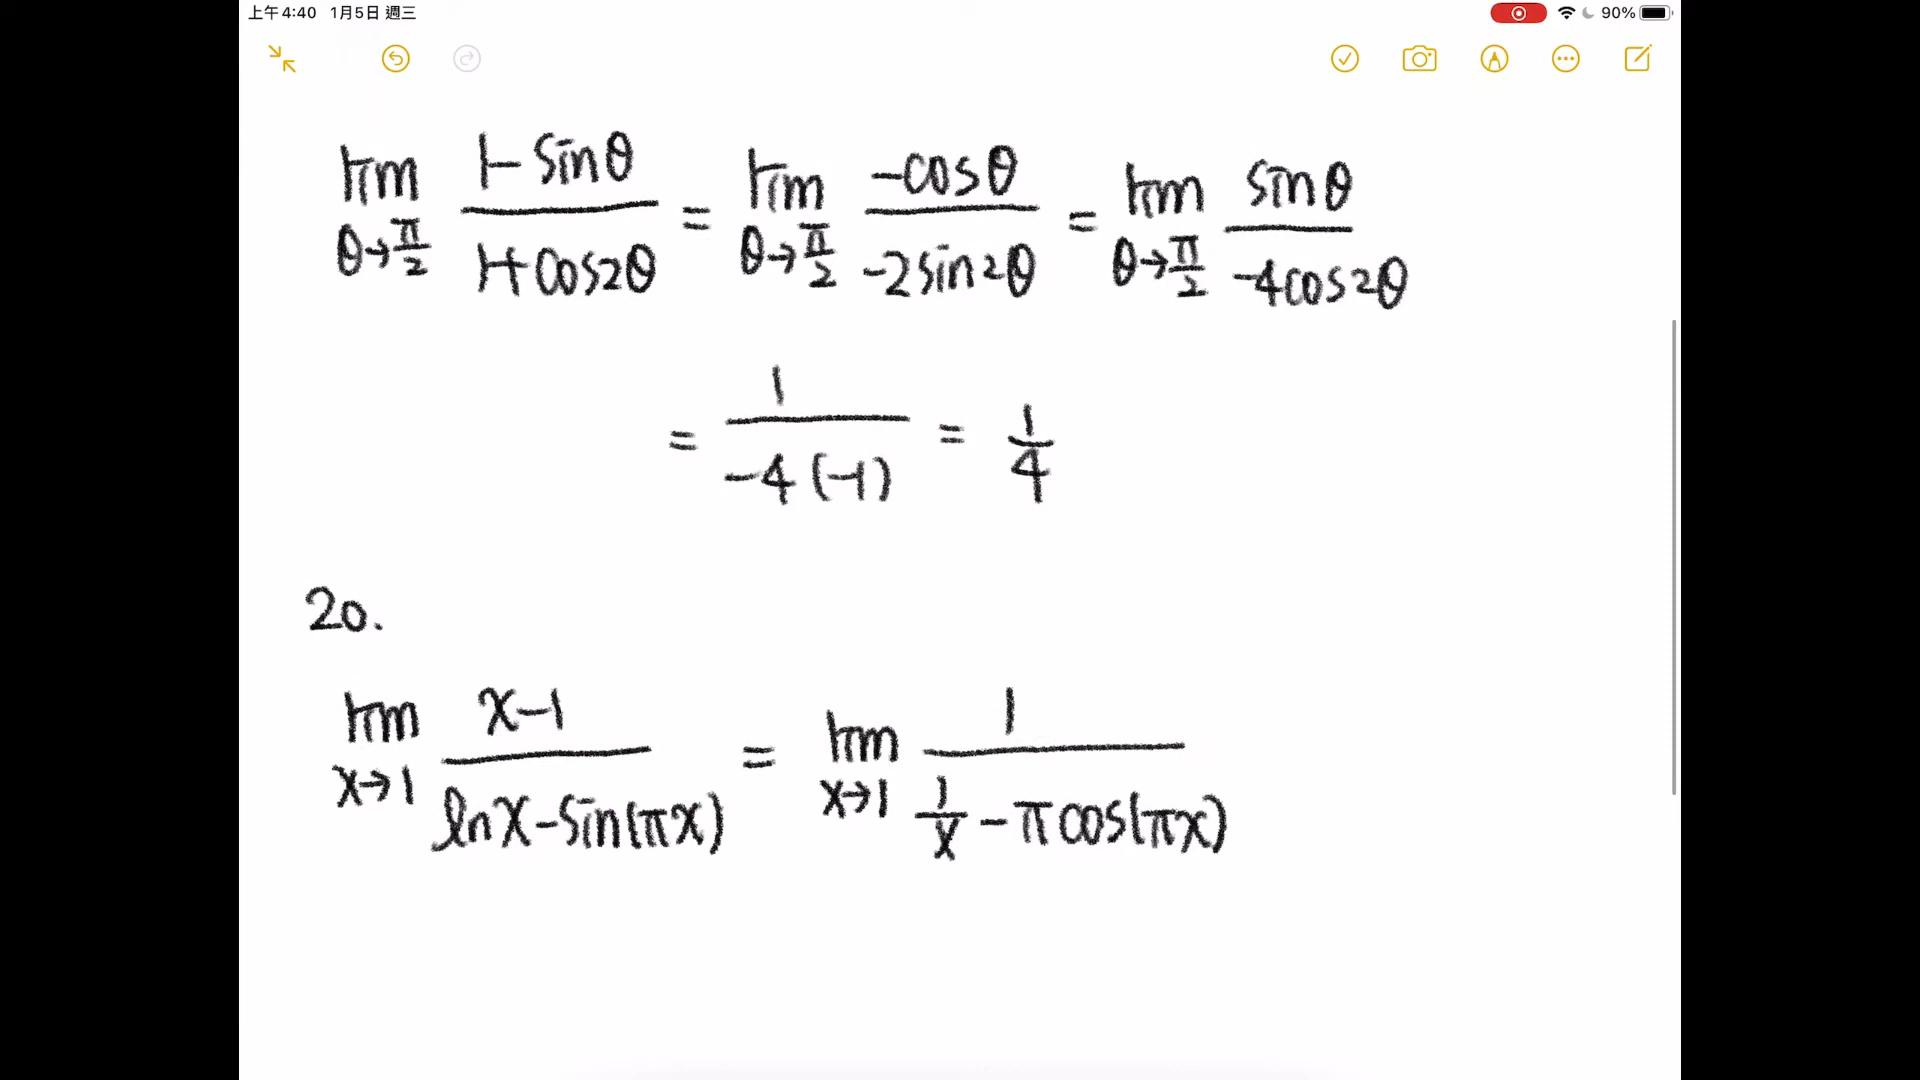 上午4:40 1月5日 週三 90%
lim θ→π/2 (1-sinθ)/(1+cos2θ) = lim θ→π/2 (-cosθ)/(-2sin2θ) = lim θ→π/2 (sinθ)/(-4cos2θ)
= 1/(-4(-1)) = 1/4
20.
lim x→1 (x-1)/(lnx-sin(πx)) = lim x→1 1/(1/x-πcos(πx))